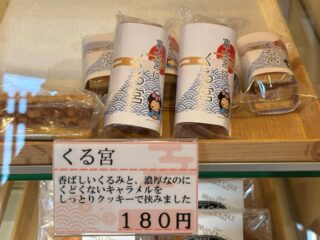 くる宮
香ばしいくるみと、濃厚なのに
くどくないキャラメルを
しっとりクッキーで挟みました
180円